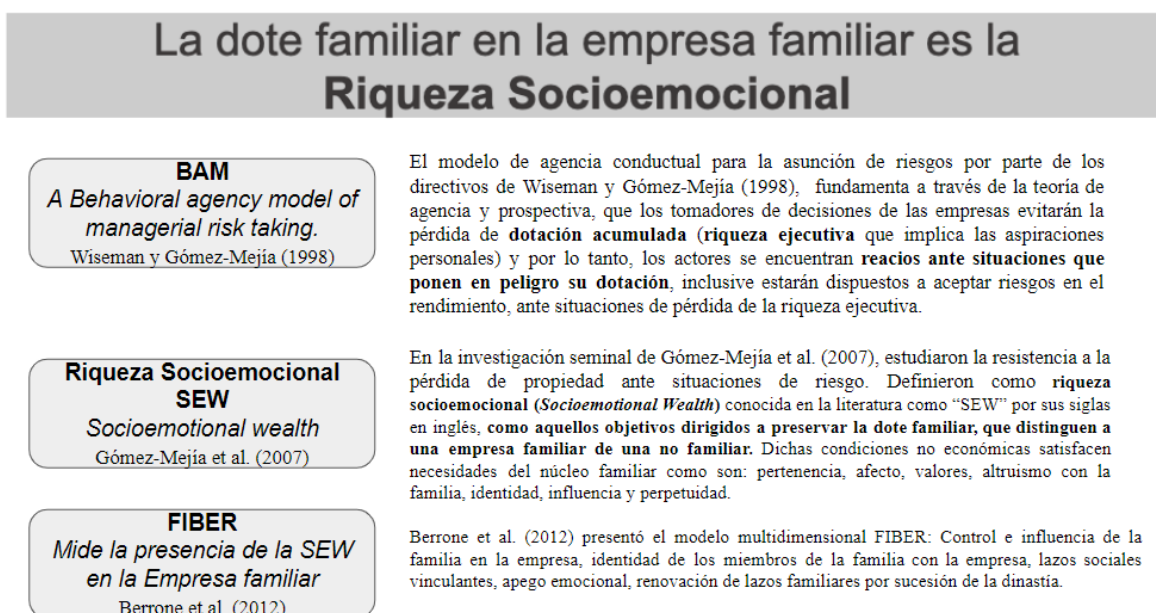 La dote familiar en la empresa familiar es la
Riqueza Socioemocional
BAM
A Behavioral agency model of
managerial risk taking.
Wiseman y Gómez-Mejía (1998)
El modelo de agencia conductual para la asunción de riesgos por parte de los
directivos de Wiseman y Gómez-Mejía (1998), fundamenta a través de la teoría de
agencia y prospectiva, que los tomadores de decisiones de las empresas evitarán la
pérdida de dotación acumulada (riqueza ejecutiva que implica las aspiraciones
personales) y por lo tanto, los actores se encuentran reacios ante situaciones que
ponen en peligro su dotación, inclusive estarán dispuestos a aceptar riesgos en el
rendimiento, ante situaciones de pérdida de la riqueza ejecutiva.
Riqueza Socioemocional
SEW
Socioemotional wealth
Gómez-Mejía et al. (2007)
En la investigación seminal de Gómez-Mejía et al. (2007), estudiaron la resistencia a la
pérdida de propiedad ante situaciones de riesgo. Definieron como riqueza
socioemocional (Socioemotional Wealth) conocida en la literatura como “SEW” por sus siglas
en inglés, como aquellos objetivos dirigidos a preservar la dote familiar, que distinguen a
una empresa familiar de una no familiar. Dichas condiciones no económicas satisfacen
necesidades del núcleo familiar como son: pertenencia, afecto, valores, altruismo con la
familia, identidad, influencia y perpetuidad.
FIBER
Mide la presencia de la SEW
en la Empresa familiar
Berrone et al. (2012)
Berrone et al. (2012) presentó el modelo multidimensional FIBER: Control e influencia de la
familia en la empresa, identidad de los miembros de la familia con la empresa, lazos sociales
vinculantes, apego emocional, renovación de lazos familiares por sucesión de la dinastía.